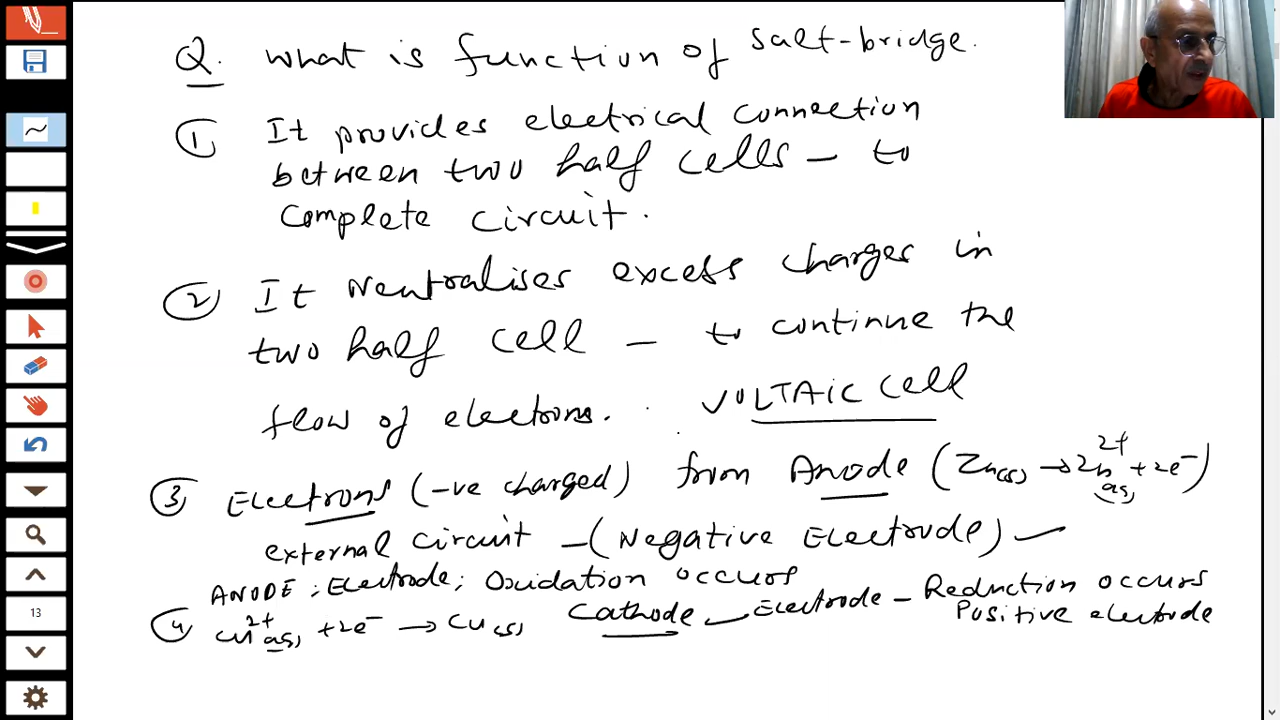 Q. What is function of salt-bridge.
① It provides electrical connection
between two half cells – to
complete circuit.
② It Neutralises excess charges in
two half cell – to continue the
flow of electrons. VOLTAiC Cell
③ Electrons (-ve charged) from Anode (Zn(s) → Zn²⁺(aq) + 2e⁻)
external circuit – (Negative Electrode)
ANODE ; Electrode; Oxidation occurs
④ Cu²⁺(aq) + 2e⁻ → Cu(s) Cathode – Electrode – Reduction occurs
Positive electrode
13